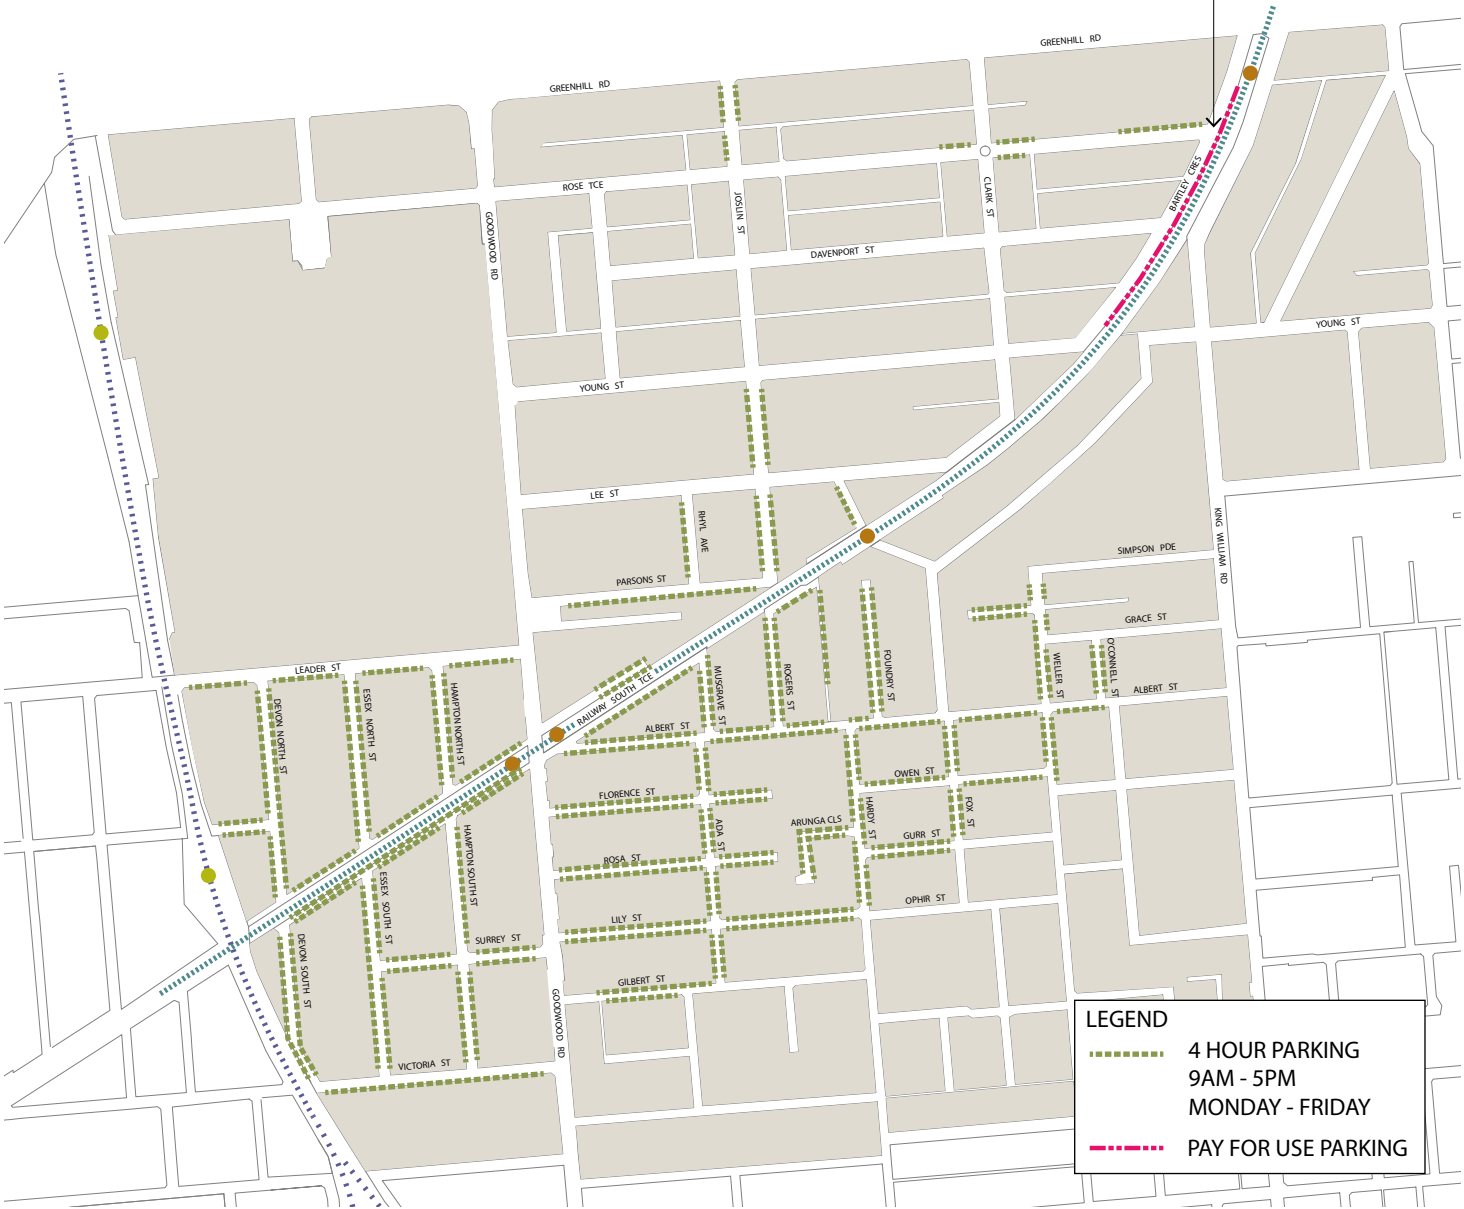 GREENHILL RD
GREENHILL RD
ROSE TCE
JOSLIN ST
CLARK ST
BARTLEY CRES
GOODWOOD RD
DAVENPORT ST
YOUNG ST
YOUNG ST
LEE ST
RHYL AVE
KING WILLIAM RD
SIMPSON PDE
PARSONS ST
GRACE ST
LEADER ST
DEVON NORTH ST
ESSEX NORTH ST
HAMPTON NORTH ST
RAILWAY SOUTH TCE
MUSGRAVE ST
ROGERS ST
FOUNDRY ST
WELLER ST
O'CONNELL ST
ALBERT ST
ALBERT ST
OWEN ST
FLORENCE ST
ADA ST
ARUNGA CLS
HARDY ST
FOX ST
GURR ST
HAMPTON SOUTH ST
ROSA ST
ESSEX SOUTH ST
OPHIR ST
LILY ST
SURREY ST
DEVON SOUTH ST
GILBERT ST
GOODWOOD RD
VICTORIA ST
LEGEND
4 HOUR PARKING
9AM - 5PM
MONDAY - FRIDAY
PAY FOR USE PARKING